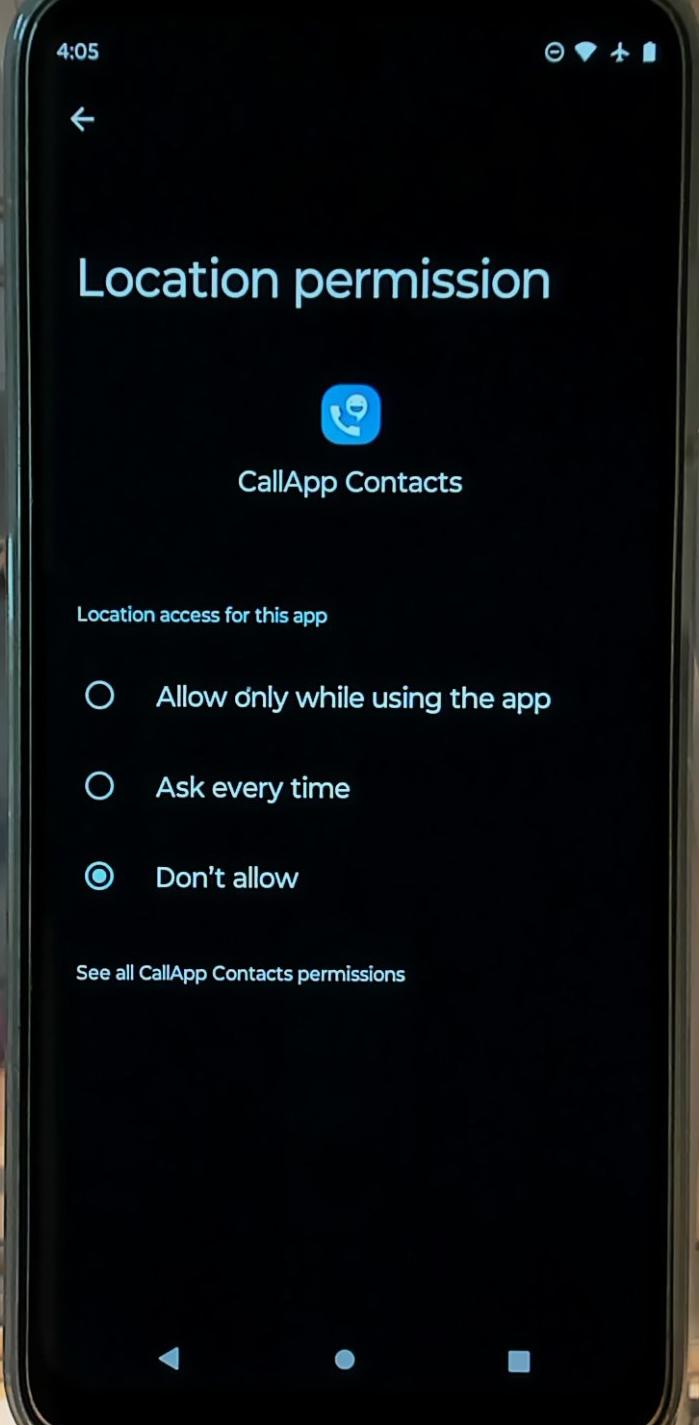 4:05
Location permission
CallApp Contacts
Location access for this app
Allow only while using the app
Ask every time
Don't allow
See all CallApp Contacts permissions